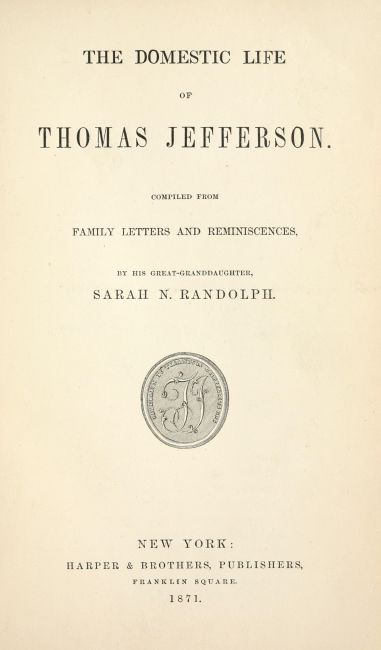 THE DOMESTIC LIFE
OF
THOMAS JEFFERSON.
COMPILED FROM
FAMILY LETTERS AND REMINISCENCES,
BY HIS GREAT-GRANDDAUGHTER,
SARAH N. RANDOLPH.
NEW YORK:
HARPER & BROTHERS, PUBLISHERS,
FRANKLIN SQUARE.
1871.